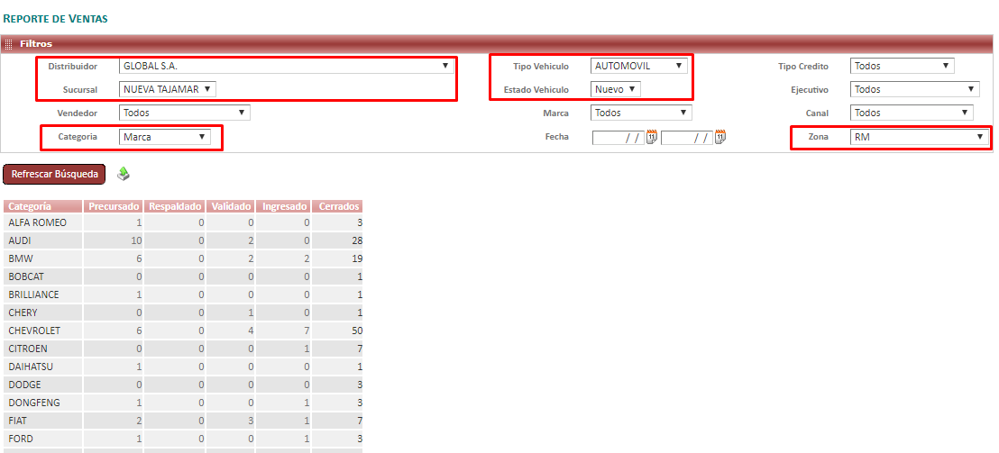 REPORTE DE VENTAS
Filtros
Distribuidor GLOBAL S.A. Tipo Vehiculo AUTOMOVIL Tipo Credito Todos
Sucursal NUEVA TAJAMAR Estado Vehiculo Nuevo Ejecutivo Todos
Vendedor Todos Marca Todos Canal Todos
Categoria Marca Fecha / / 11 / / 11 Zona RM
Refrescar Búsqueda
Categoría Precursado Respaldado Validado Ingresado Cerrados
ALFA ROMEO 1 0 0 0 3
AUDI 10 0 2 0 28
BMW 6 0 2 2 19
BOBCAT 0 0 0 0 1
BRILLIANCE 1 0 0 0 1
CHERY 0 0 1 0 1
CHEVROLET 6 0 4 7 50
CITROEN 0 0 0 1 7
DAIHATSU 1 0 0 0 1
DODGE 0 0 0 0 3
DONGFENG 1 0 0 1 3
FIAT 2 0 3 1 7
FORD 1 0 0 1 3